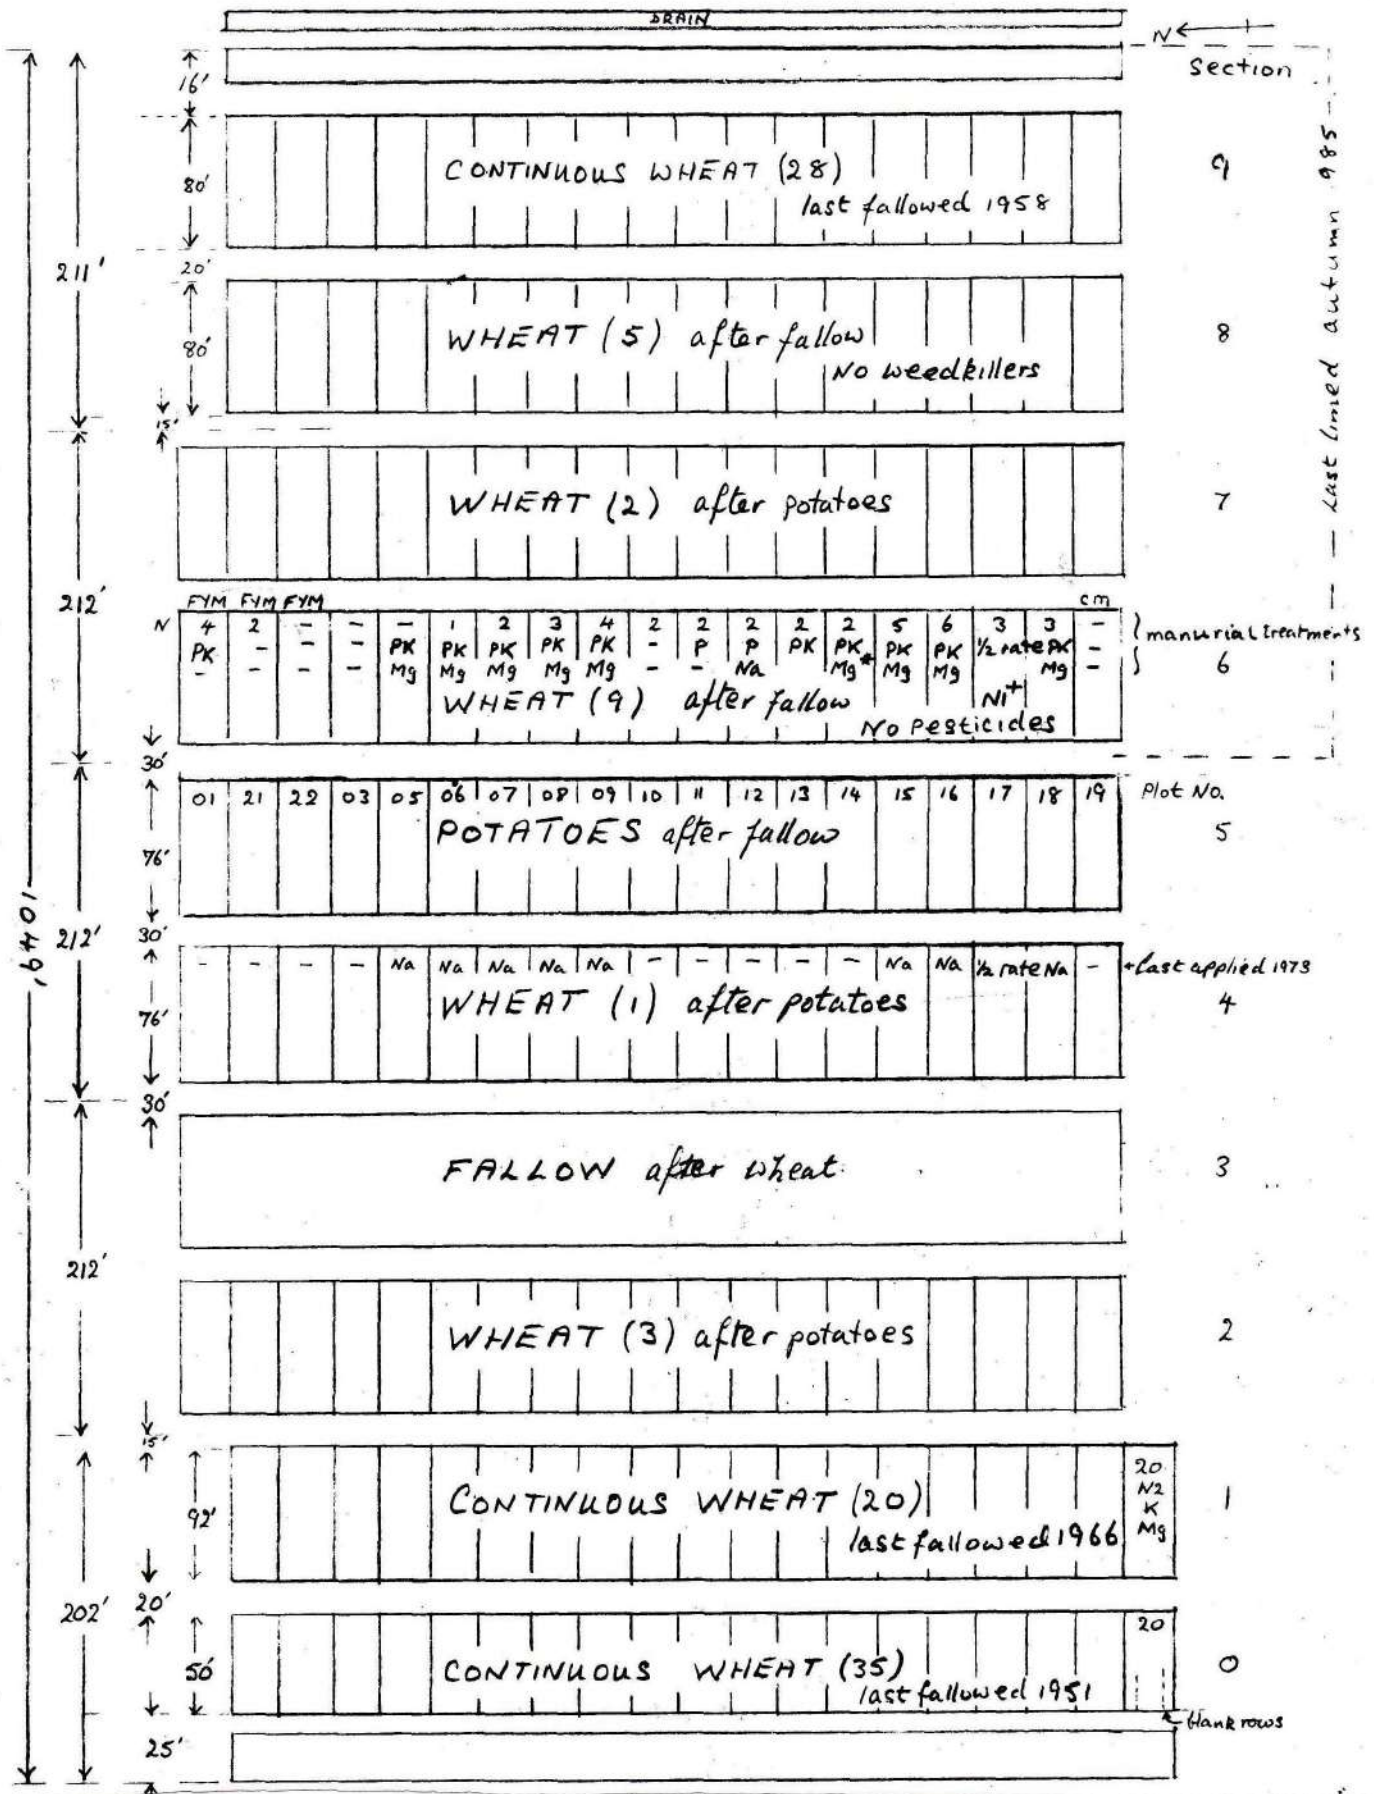 DRAIN
N
16'
Section
80'
CONTINUOUS WHEAT (28)
last fallowed 1958
9
211'
20'
80'
WHEAT (5) after fallow
No weedkillers
8
15'
Last limed autumn 985
WHEAT (2) after potatoes
7
212'
FYM FYM FYM cm
N 4 2 - - - 1 2 3 4 2 2 2 2 2 5 6 3 3 -
PK - - - PK PK PK PK PK - P P PK PK PK PK 1/2 rate PK -
- - - - Mg Mg Mg Mg Mg - - Na Mg* Mg Mg Mg -
manurial treatments
6
WHEAT (9) after fallow
N1+
No Pesticides
30'
01 21 22 03 05 06 07 08 09 10 11 12 13 14 15 16 17 18 19 Plot No.
POTATOES after fallow
5
76'
1049'
212'
30'
- - - - Na Na Na Na Na - - - - - Na Na 1/2 rate Na - + last applied 1973
WHEAT (1) after potatoes
4
76'
30'
FALLOW after wheat
3
212'
WHEAT (3) after potatoes
2
15'
92'
CONTINUOUS WHEAT (20)
last fallowed 1966
20
N2
K
Mg
1
202'
20'
50'
CONTINUOUS WHEAT (35)
last fallowed 1951
20
0
blank rows
25'